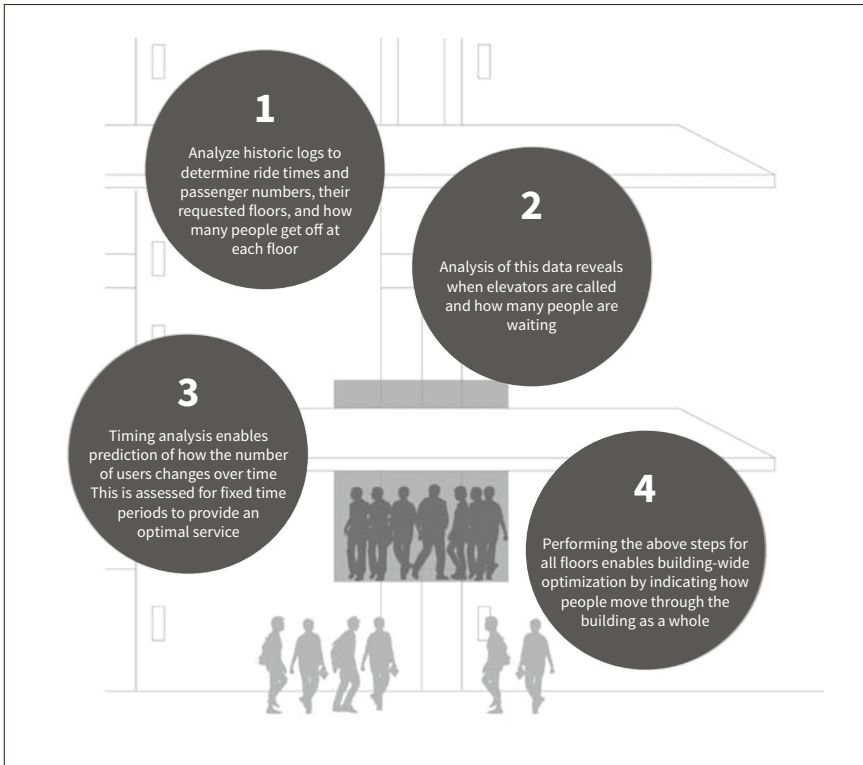 1
Analyze historic logs to
determine ride times and
passenger numbers, their
requested floors, and how
many people get off at
each floor
2
Analysis of this data reveals
when elevators are called
and how many people are
waiting
3
Timing analysis enables
prediction of how the number
of users changes over time
This is assessed for fixed time
periods to provide an
optimal service
4
Performing the above steps for
all floors enables building-wide
optimization by indicating how
people move through the
building as a whole